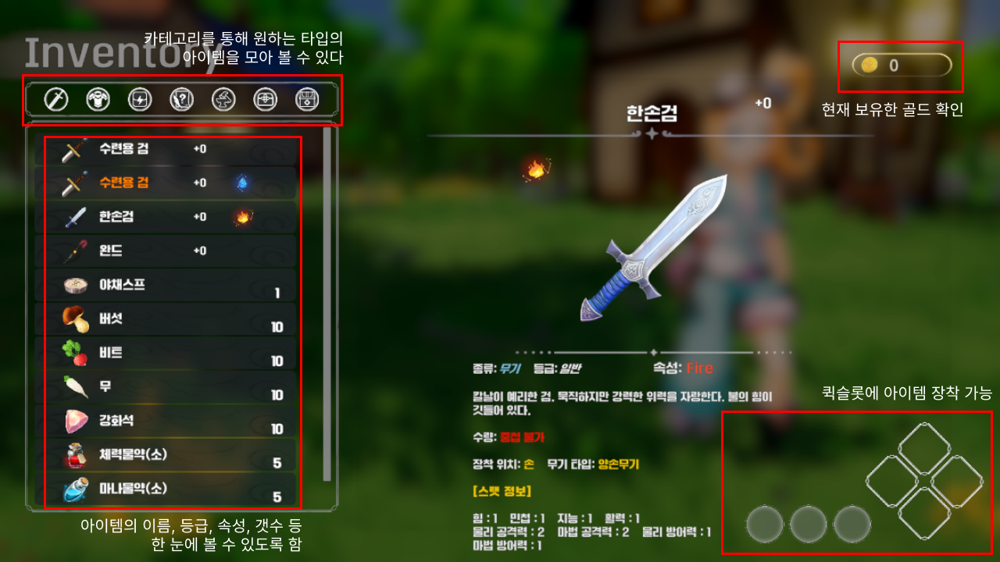 Inventory
카테고리를 통해 원하는 타입의
아이템을 모아 볼 수 있다
0
현재 보유한 골드 확인
한손검 +0
수련용 검 +0
수련용 검 +0
한손검 +0
완드 +0
야채스프 1
버섯 10
비트 10
무 10
강화석 10
체력물약(소) 5
마나물약(소) 5
아이템의 이름, 등급, 속성, 갯수 등
한 눈에 볼 수 있도록 함
종류: 무기 등급: 일반 속성: Fire
칼날이 예리한 검. 묵직하지만 강력한 위력을 자랑한다. 불의 힘이
깃들어 있다.
수량: 중첩 불가
장착 위치: 손 무기 타입: 양손무기
[스탯 정보]
힘 : 1 민첩 : 1 지능 : 1 활력 : 1
물리 공격력 : 2 마법 공격력 : 2 물리 방어력 : 1
마법 방어력 : 1
퀵슬롯에 아이템 장착 가능